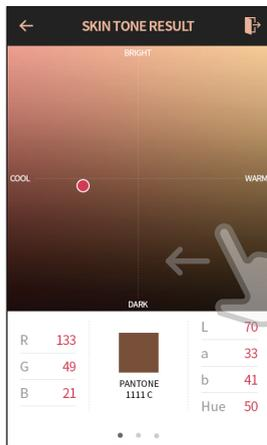 SKIN TONE RESULT
BRIGHT
COOL
WARM
DARK
R 133
G 49
B 21
PANTONE
1111 C
L 70
a 33
b 41
Hue 50